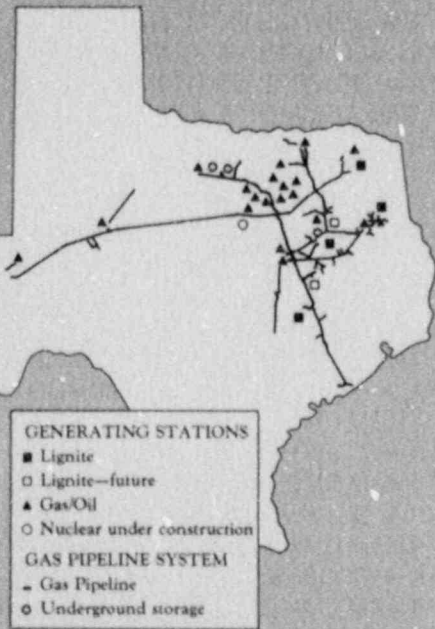 GENERATING STATIONS
Lignite
Lignite—future
Gas/Oil
Nuclear under construction
GAS PIPELINE SYSTEM
Gas Pipeline
Underground storage